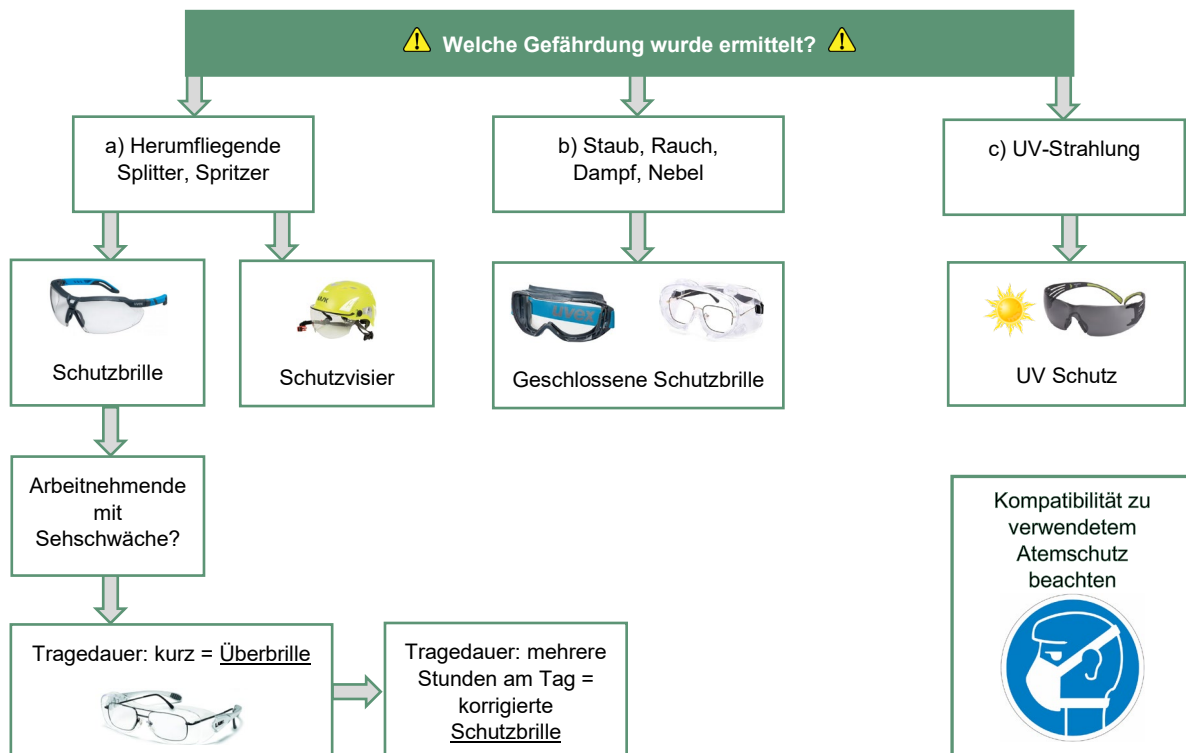 Welche Gefährdung wurde ermittelt?
a) Herumfliegende
Splitter, Spritzer
b) Staub, Rauch,
Dampf, Nebel
c) UV-Strahlung
Schutzbrille
Schutzvisier
uvex
Geschlossene Schutzbrille
UV Schutz
Arbeitnehmende
mit
Sehschwäche?
Kompatibilität zu
verwendetem
Atemschutz
beachten
Tragedauer: kurz = Überbrille
Tragedauer: mehrere
Stunden am Tag =
korrigierte
Schutzbrille